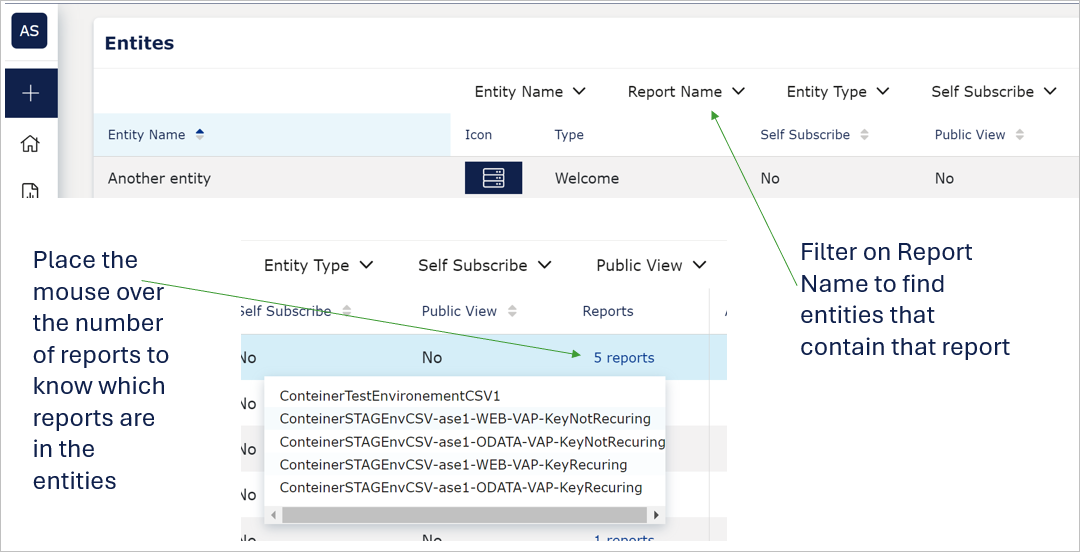 AS
Entites
Entity Name Report Name Entity Type Self Subscribe
Entity Name Icon Type Self Subscribe Public View
Another entity Welcome No No
Place the
mouse over
the number
of reports to
know which
reports are
in the
entities
Entity Type Self Subscribe Public View
Self Subscribe Public View Reports
No No 5 reports
No
ConteinerTestEnvironementCSV1
ConteinerSTAGEnvCSV-ase1-WEB-VAP-KeyNotRecuring
ConteinerSTAGEnvCSV-ase1-ODATA-VAP-KeyNotRecuring
ConteinerSTAGEnvCSV-ase1-WEB-VAP-KeyRecuring
ConteinerSTAGEnvCSV-ase1-ODATA-VAP-KeyRecuring
No
No
No No 1 reports
Filter on Report
Name to find
entities that
contain that report